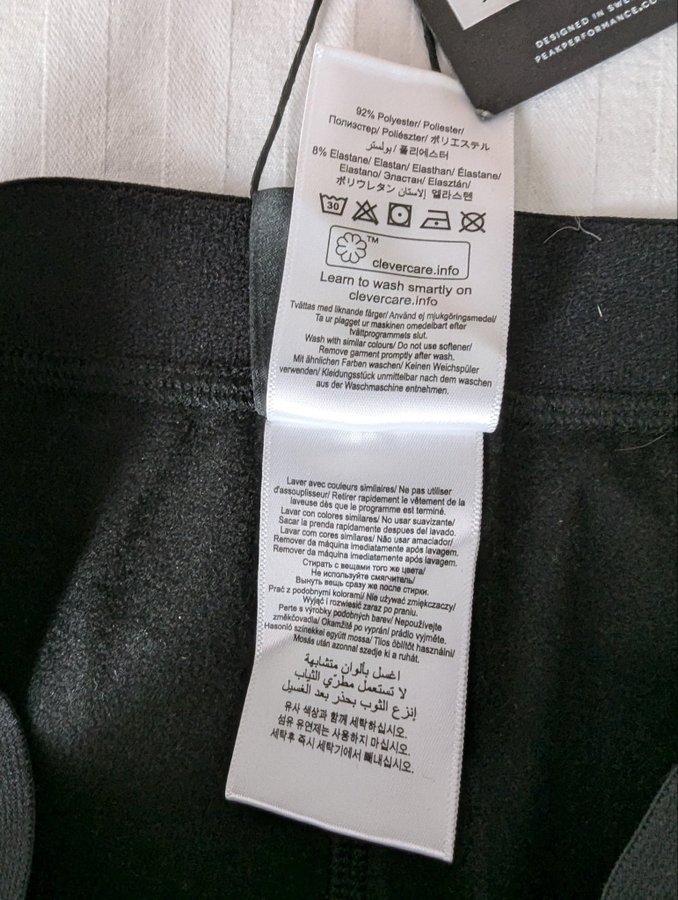 DESIGNED IN
PEAKPERFORMANCE.CO
92% Polyester/ Poliester/
Полиэстер/ Poliészter/ ポリエステル
بوليستر/ 폴리에스터
8% Elastane/ Elastan/ Elasthan/ Élastane/
Elastano/ Эластан/ Elasztán/
ポリウレタン/ الاستان/ 엘라스텐
30
TM
clevercare.info
Learn to wash smartly on
clevercare.info
Tvättas med liknande färger/ Använd ej mjukgöringsmedel/
Ta ur plagget ur maskinen omedelbart efter
tvättprogrammets slut.
Wash with similar colours/ Do not use softener/
Remove garment promptly after wash.
Mit ähnlichen Farben waschen/ Keinen Weichspüler
verwenden/ Kleidungsstück unmittelbar nach dem waschen
aus der Waschmaschine entnehmen.
Laver avec couleurs similaires/ Ne pas utiliser
d'assouplisseur/ Retirer rapidement le vêtement de la
laveuse dès que le programme est terminé.
Lavar con colores similares/ No usar suavizante/
Sacar la prenda rapidamente despues del lavado.
Lavar com cores similares/ Não usar amaciador/
Remover da máquina imediatamente após lavagem.
Remover da máquina imediatamente após lavagem.
Стирать с вещами того же цвета/
Не используйте смягчитель/
Вынуть вещь сразу же после стирки.
Prać z podobnymi kolorami/ Nie używać zmiękczaczy/
Wyjąć i rozwiesić zaraz po praniu.
Perte s výrobky podobných barev/ Nepoužívejte
změkčovadla/ Okamžitě po vyprání prádlo vyjměte.
Hasonló színekkel együtt mossa/ Tilos öblítőt használni/
Mosás után azonnal szedje ki a ruhát.
اغسل بألوان متشابهة
لا تستعمل مطرّي الثياب
إنزع الثوب بحذر بعد الغسيل
유사 색상과 함께 세탁하십시오.
섬유 유연제는 사용하지 마십시오.
세탁후 즉시 세탁기에서 빼내십시오.